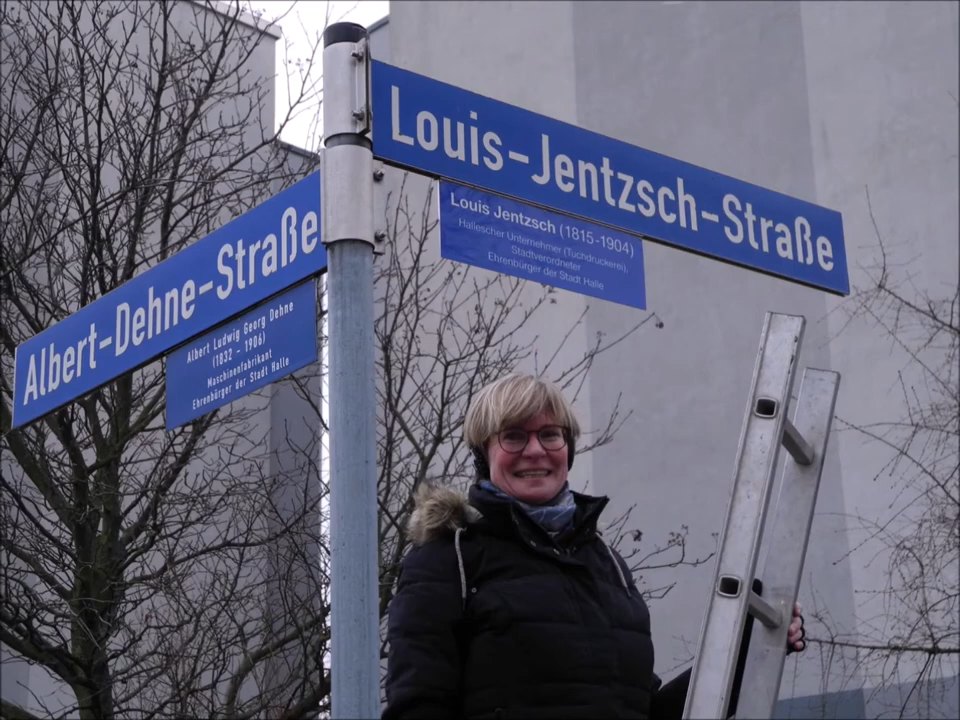 Louis-Jentzsch-Straße
Louis Jentzsch (1815-1904)
Hallescher Unternehmer (Tuchdruckerei),
Stadtverordneter
Ehrenbürger der Stadt Halle
Albert-Dehne-Straße
Albert Ludwig Georg Dehne
(1832 - 1906)
Maschinenfabrikant
Ehrenbürger der Stadt Halle